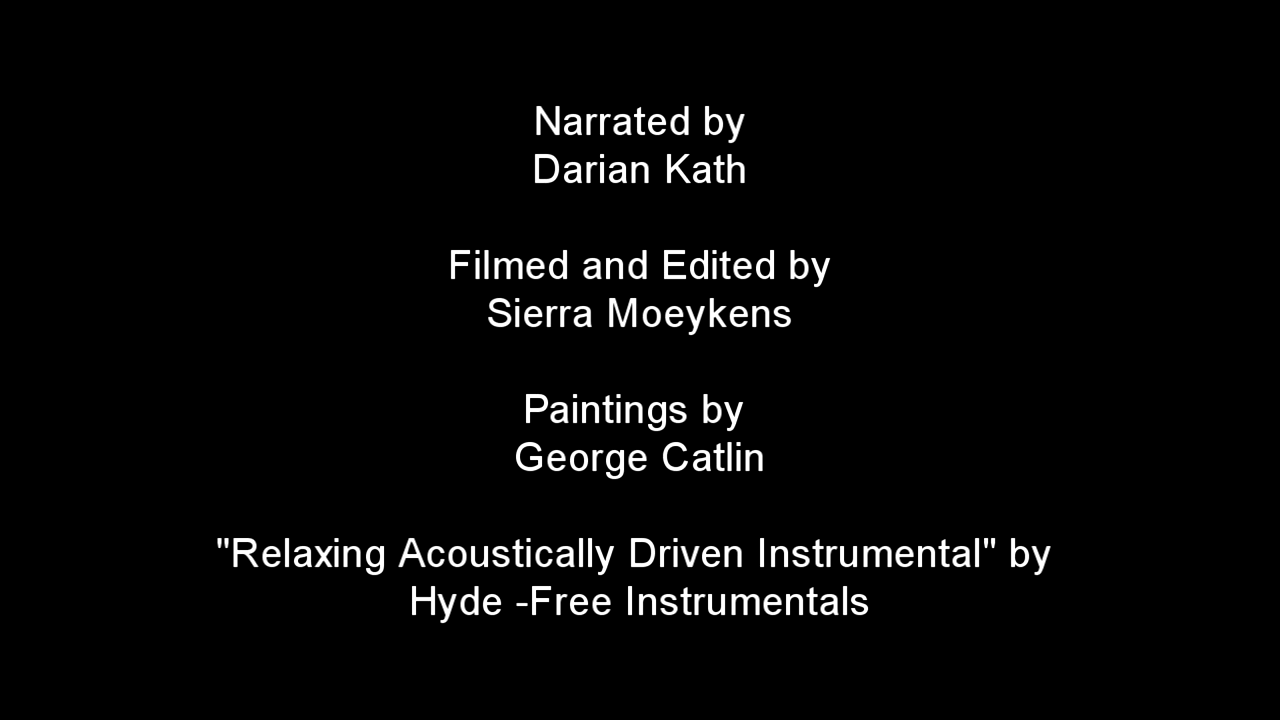 Narrated by
Darian Kath
Filmed and Edited by
Sierra Moeykens
Paintings by
George Catlin
"Relaxing Acoustically Driven Instrumental" by
Hyde -Free Instrumentals